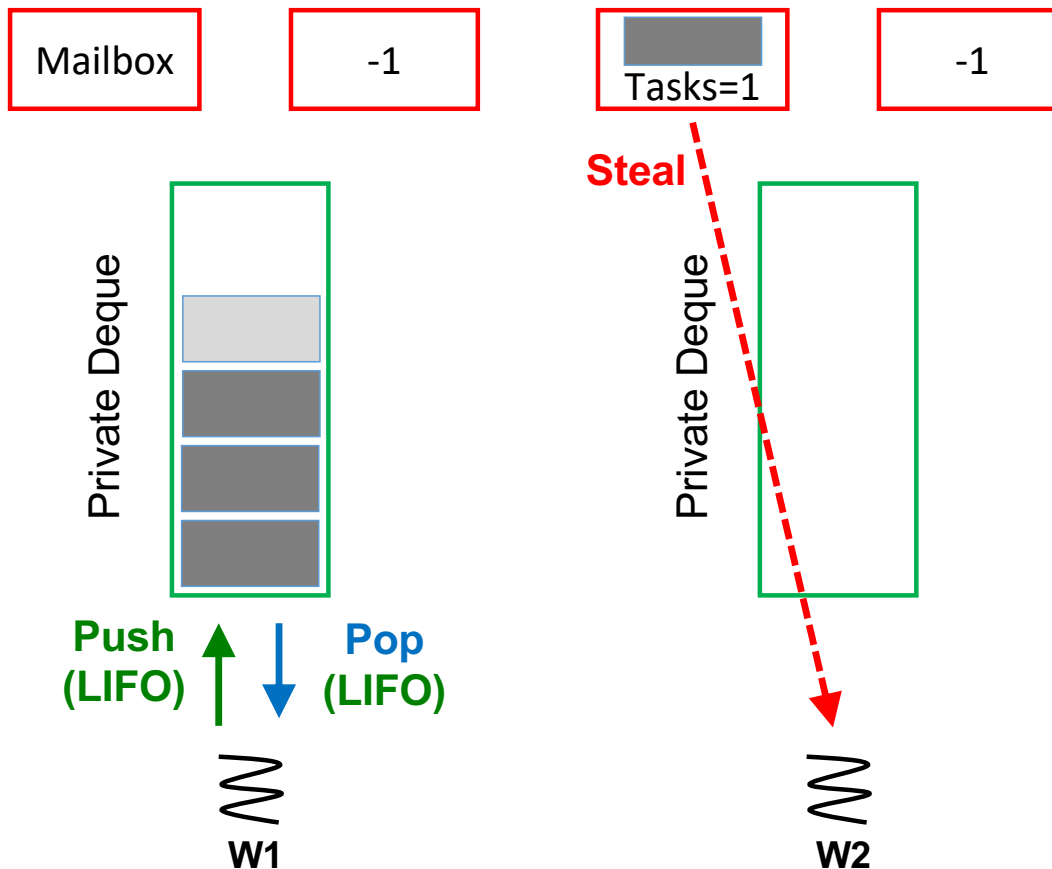 Mailbox
-1
Tasks=1
-1
Steal
Private Deque
Private Deque
Push
(LIFO)
Pop
(LIFO)
W1
W2